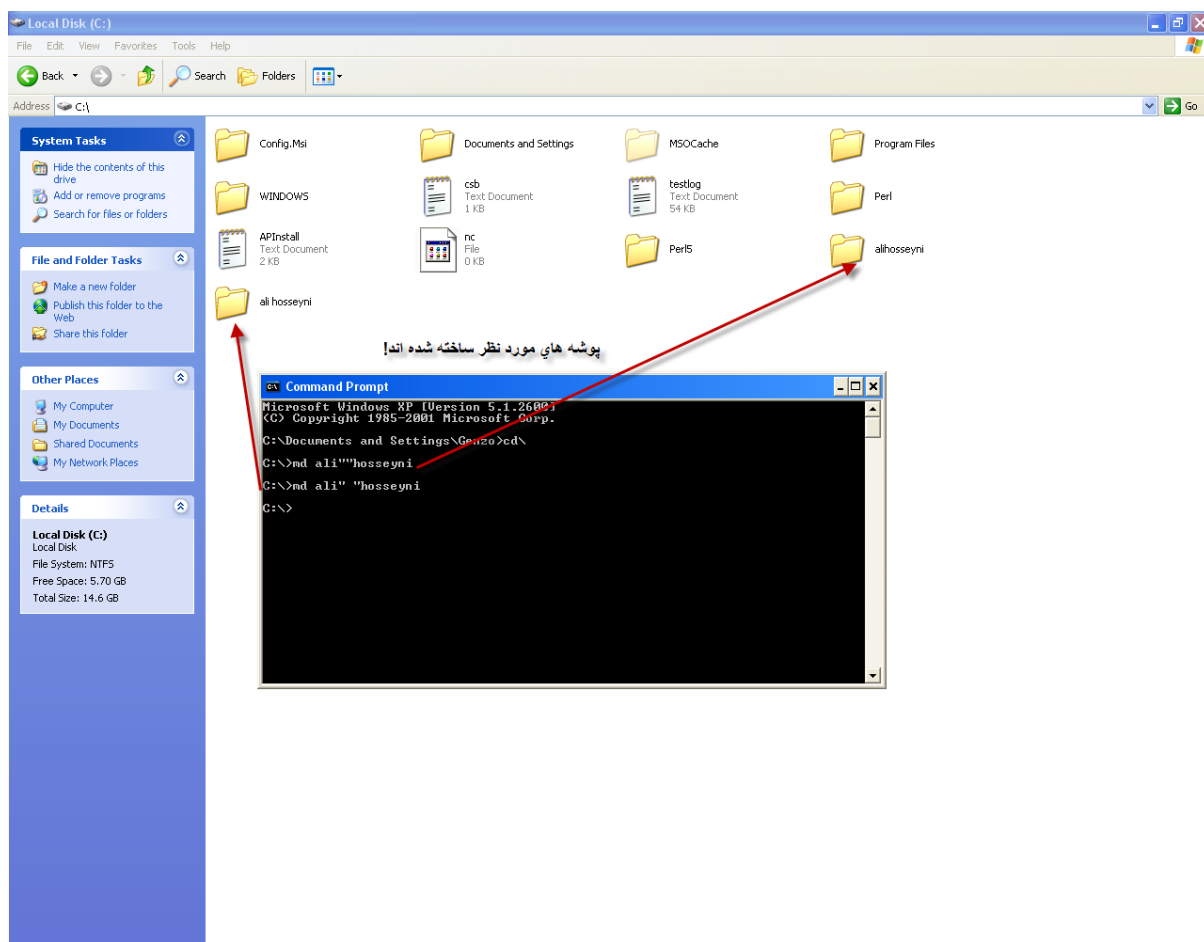 Local Disk (C:)
File Edit View Favorites Tools Help
Back Search Folders
Address C:\ Go
System Tasks
Hide the contents of this
drive
Add or remove programs
Search for files or folders
File and Folder Tasks
Make a new folder
Publish this folder to the
Web
Share this folder
Other Places
My Computer
My Documents
Shared Documents
My Network Places
Details
Local Disk (C:)
Local Disk
File System: NTFS
Free Space: 5.70 GB
Total Size: 14.6 GB
Config.Msi
Documents and Settings
MSOCache
Program Files
WINDOWS
csb
Text Document
1 KB
testlog
Text Document
54 KB
Perl
APInstall
Text Document
2 KB
nc
File
0 KB
Perl5
alihosseyni
ali hosseyni
پوشه هاي مورد نظر ساخته شده اند!
Command Prompt
Microsoft Windows XP [Version 5.1.2600]
(C) Copyright 1985-2001 Microsoft Corp.
C:\Documents and Settings\Genzo>cd\
C:\>md ali""hosseyni
C:\>md ali" "hosseyni
C:\>